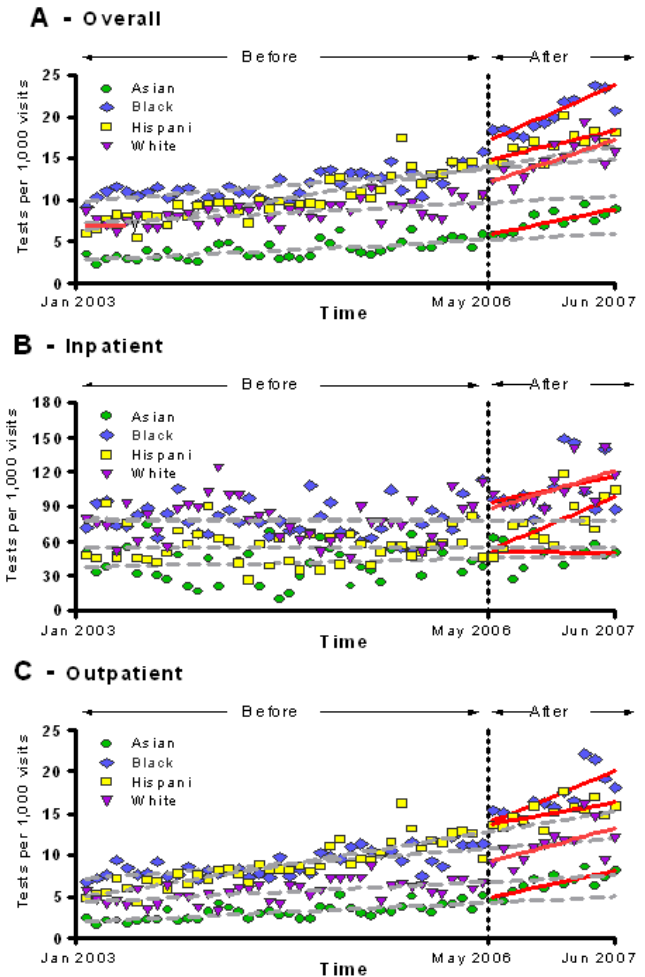 A - Overall
Before After
25
20
15
10
5
0
Tests per 1,000 visits
Asian
Black
Hispani
White
Jan 2003 May 2006 Jun 2007
Time
B - Inpatient
Before After
180
150
120
90
60
30
0
Tests per 1,000 visits
Asian
Black
Hispani
White
Jan 2003 May 2006 Jun 2007
Time
C - Outpatient
Before After
25
20
15
10
5
0
Tests per 1,000 visits
Asian
Black
Hispani
White
Jan 2003 May 2006 Jun 2007
Time